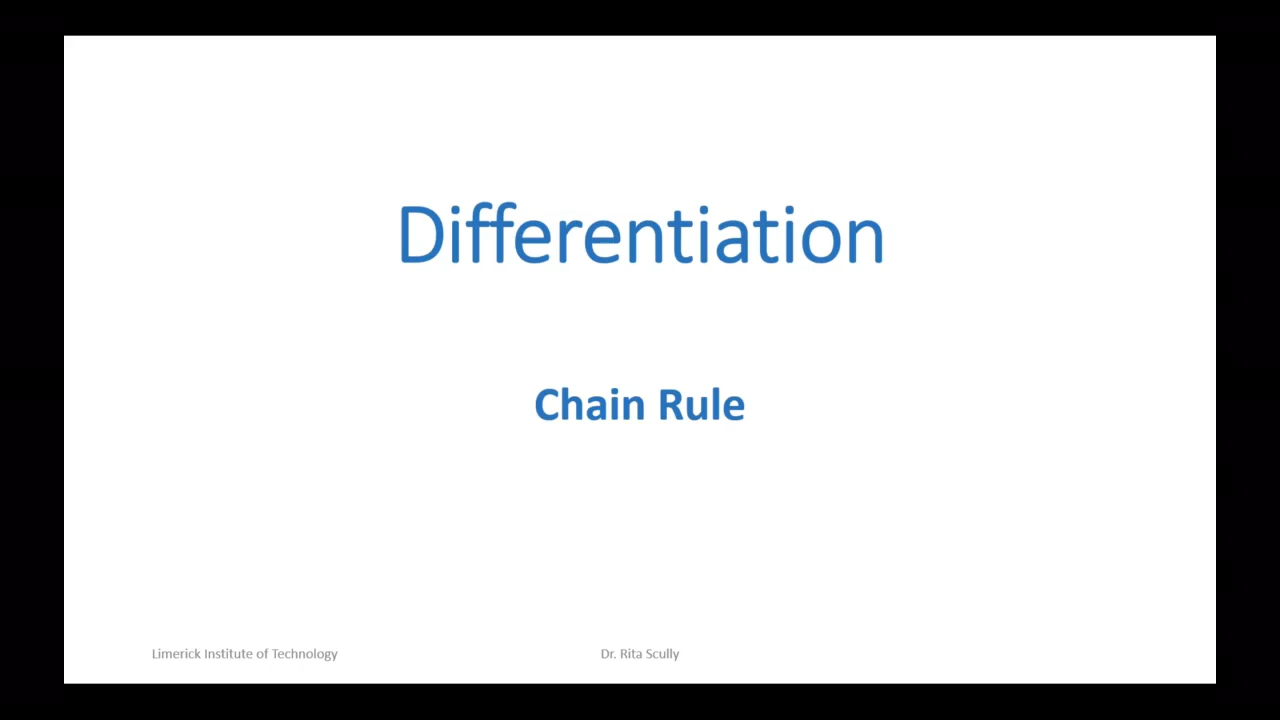 Differentiation
Chain Rule
Limerick Institute of Technology
Dr. Rita Scully